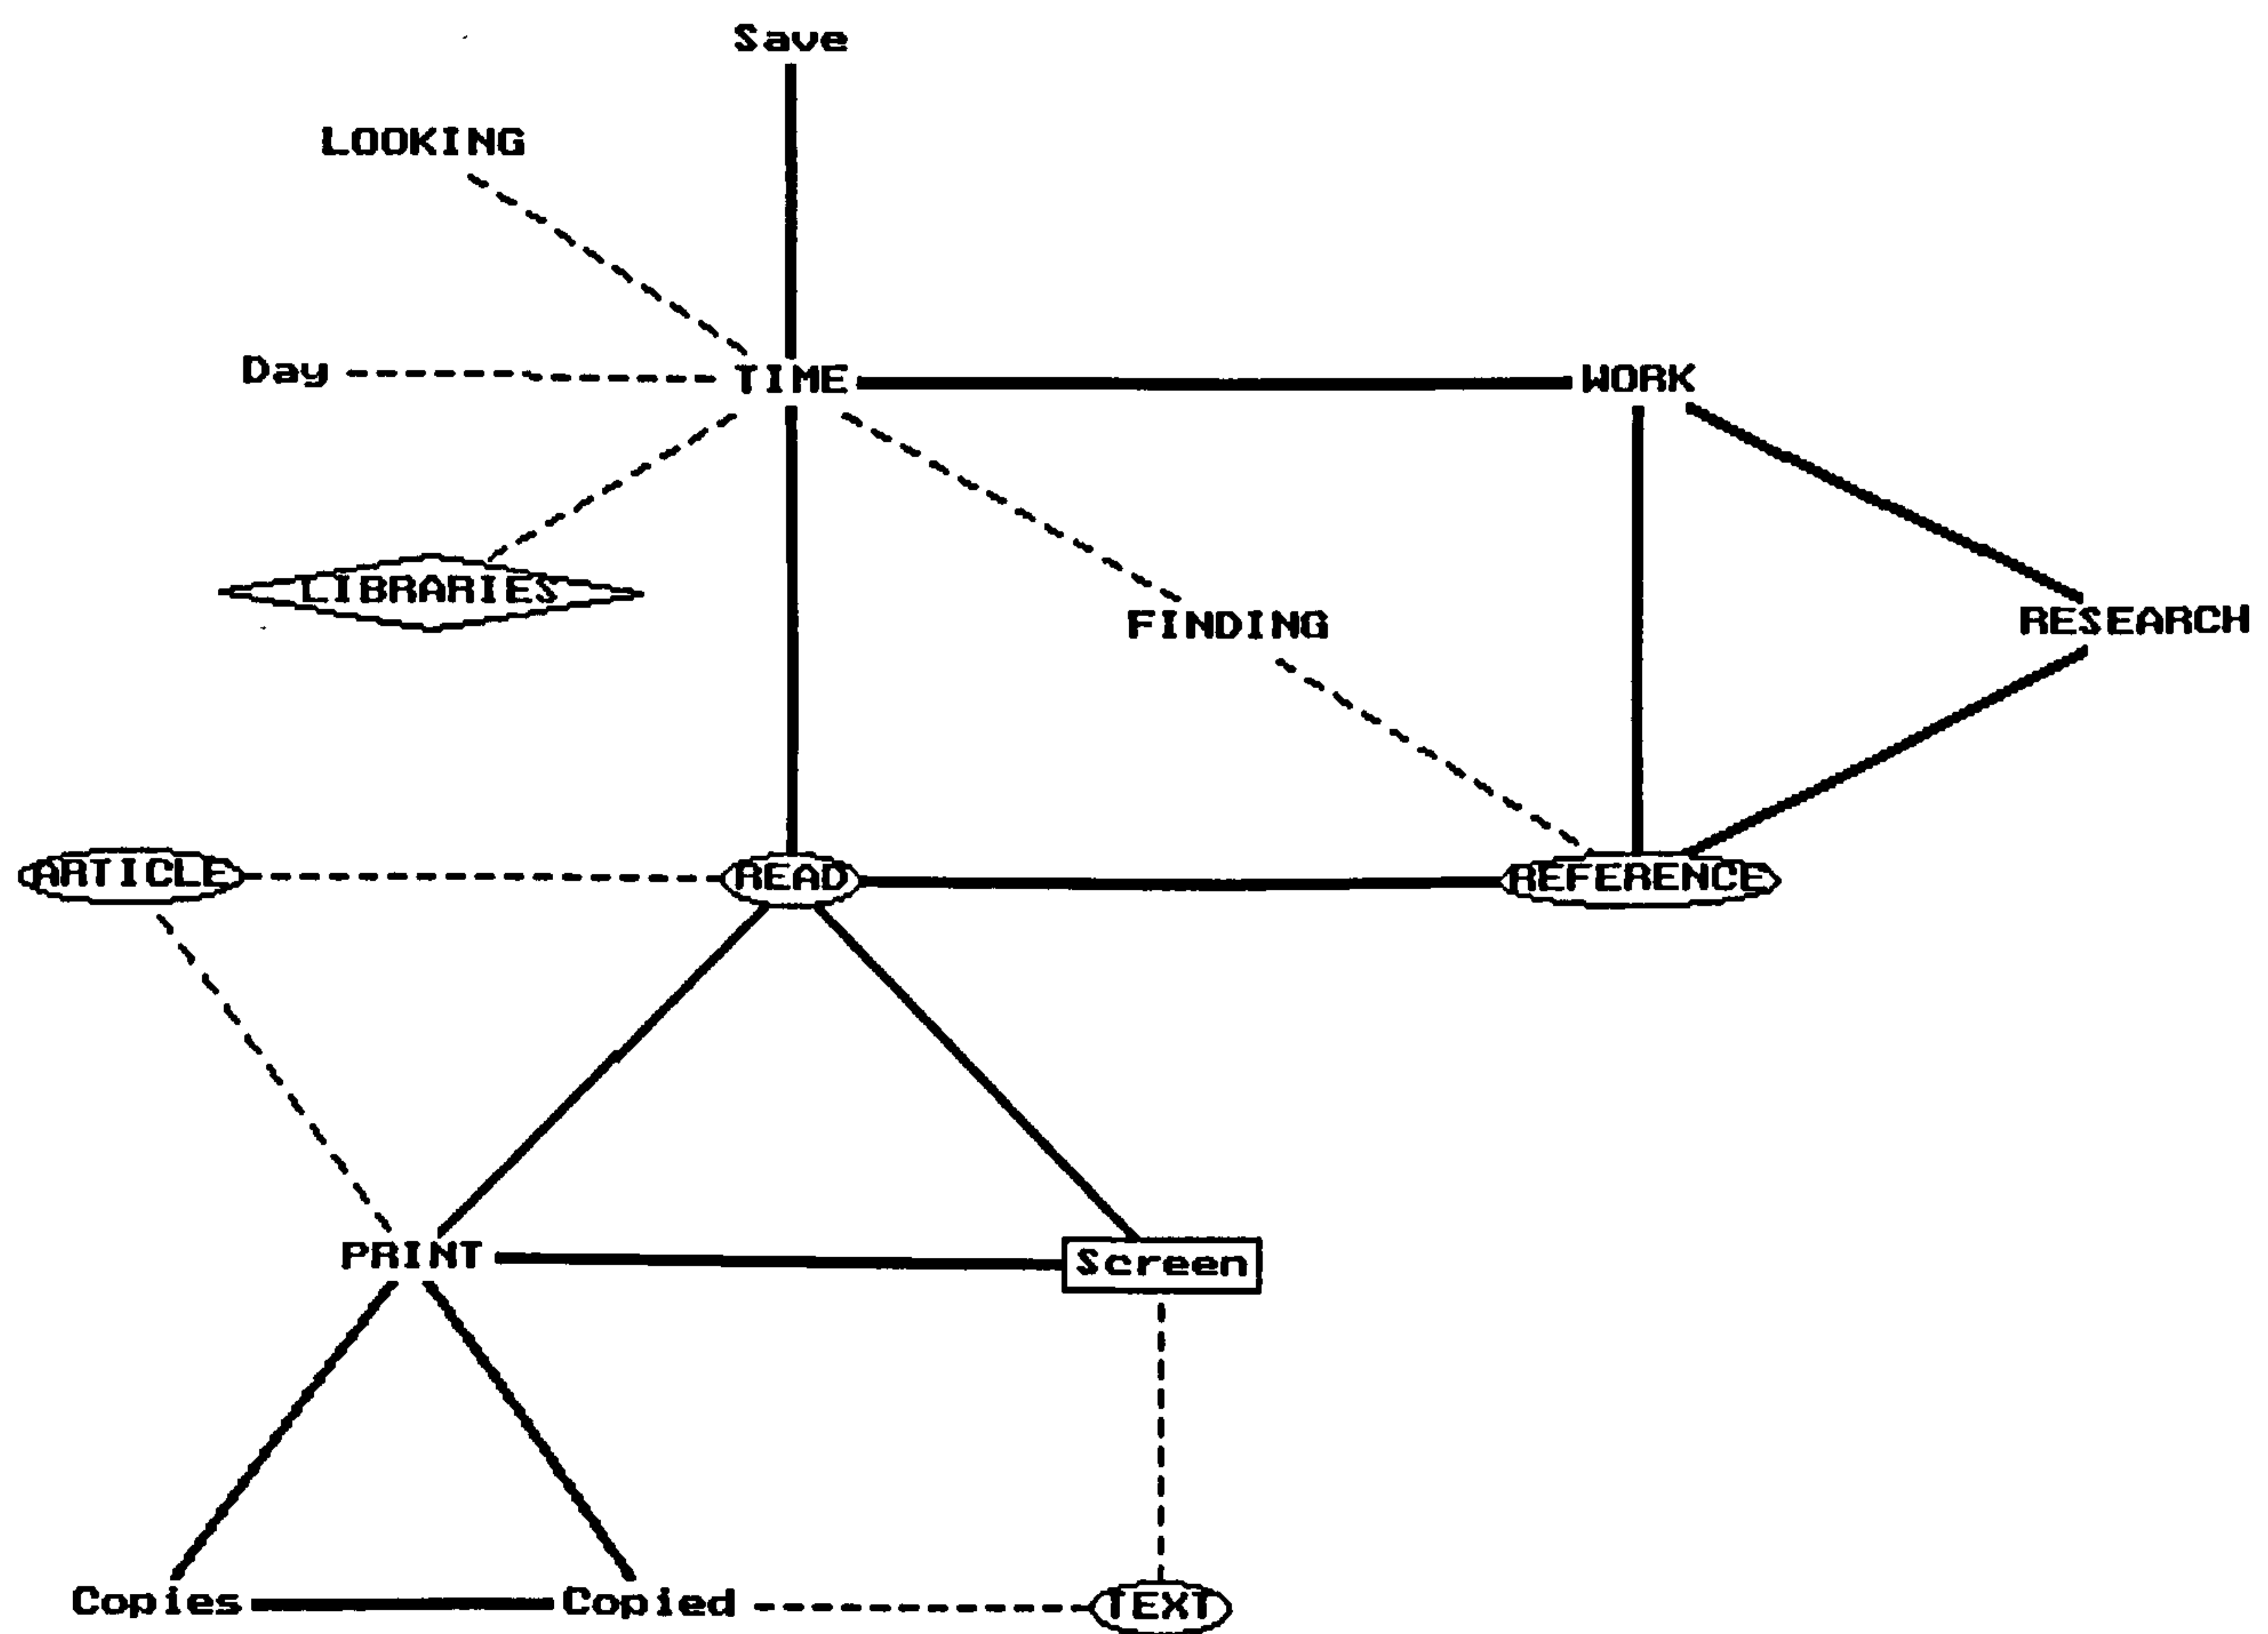 Save
LOOKING
Day
TIME
WORK
LIBRARIES
FINDING
RESEARCH
ARTICLE
READ
REFERENCE
PRINT
Screen
Copies
Copied
TEXT